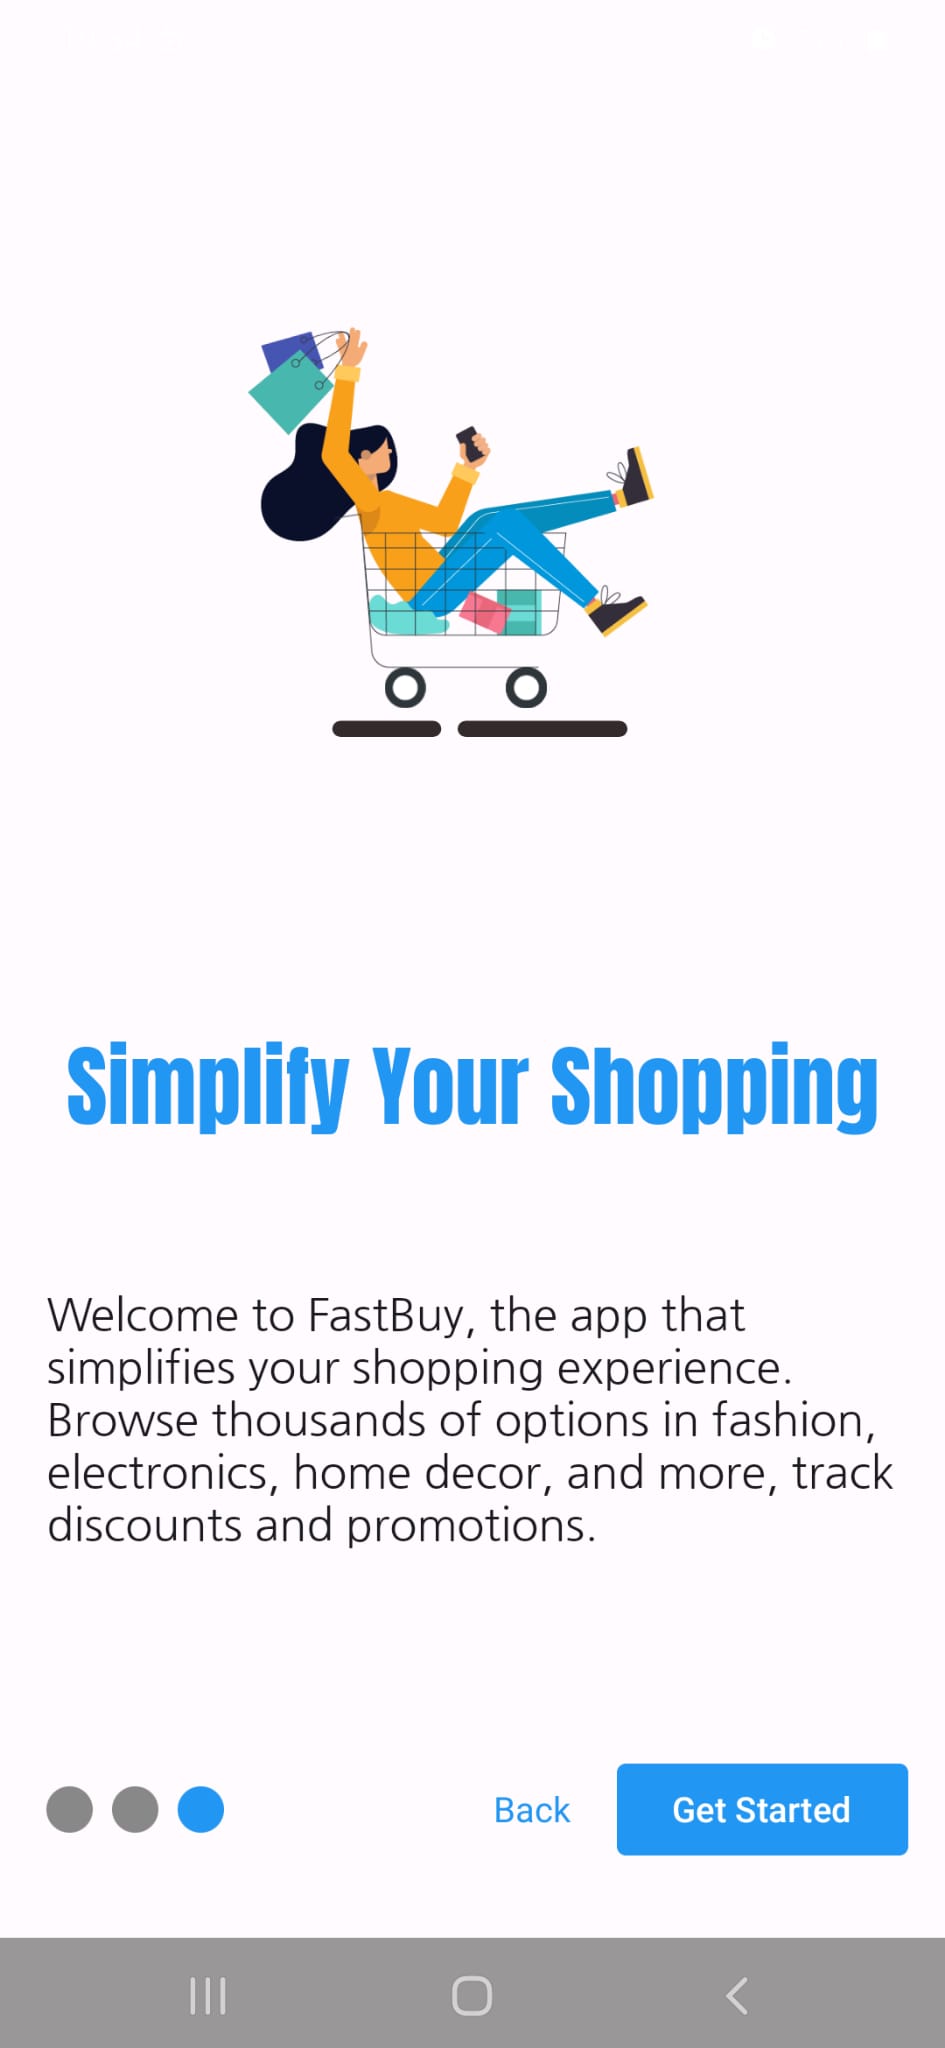 Simplify Your Shopping
Welcome to FastBuy, the app that
simplifies your shopping experience.
Browse thousands of options in fashion,
electronics, home decor, and more, track
discounts and promotions.
Back
Get Started